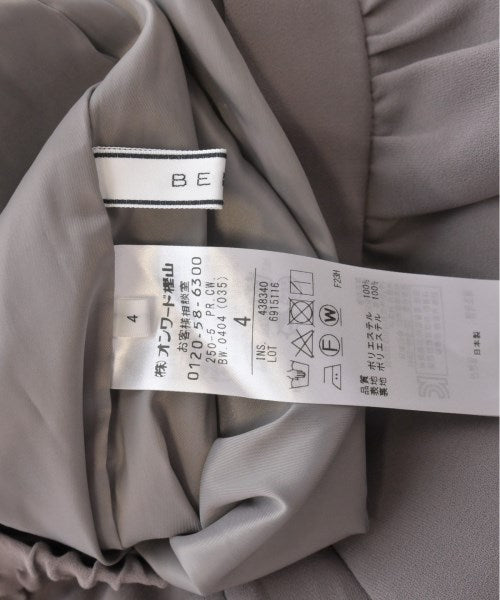 BE
4
(株)オンワード樫山
お客様相談室
0120-58-6300
250-5 ,PR,CW
BW.0404 (035)
4
INS. 438340
LOT 6915116
W
F
F23H
品質
表地 ポリエステル 100%
裏地 ポリエステル 100%
日本製